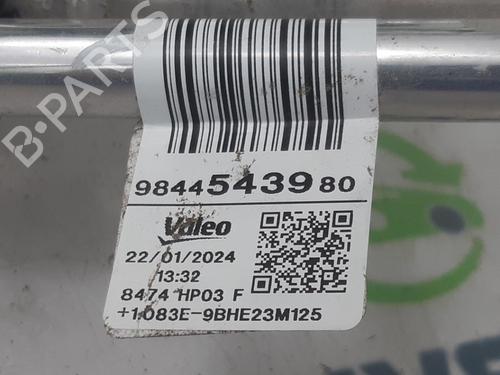 B-PARTS
9844543980
Valeo
22/01/2024
13:32
8474 HP03 F
+1083E-9BHE23M125